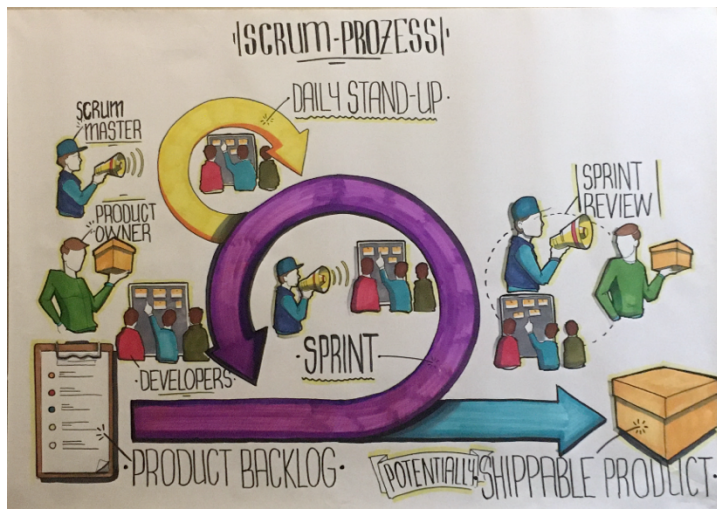 SCRUM-PROZESS
DAILY STAND-UP
SCRUM
MASTER
PRODUCT
OWNER
SPRINT
REVIEW
SPRINT
DEVELOPERS
PRODUCT BACKLOG
(POTENTIALLY) SHIPPABLE PRODUCT